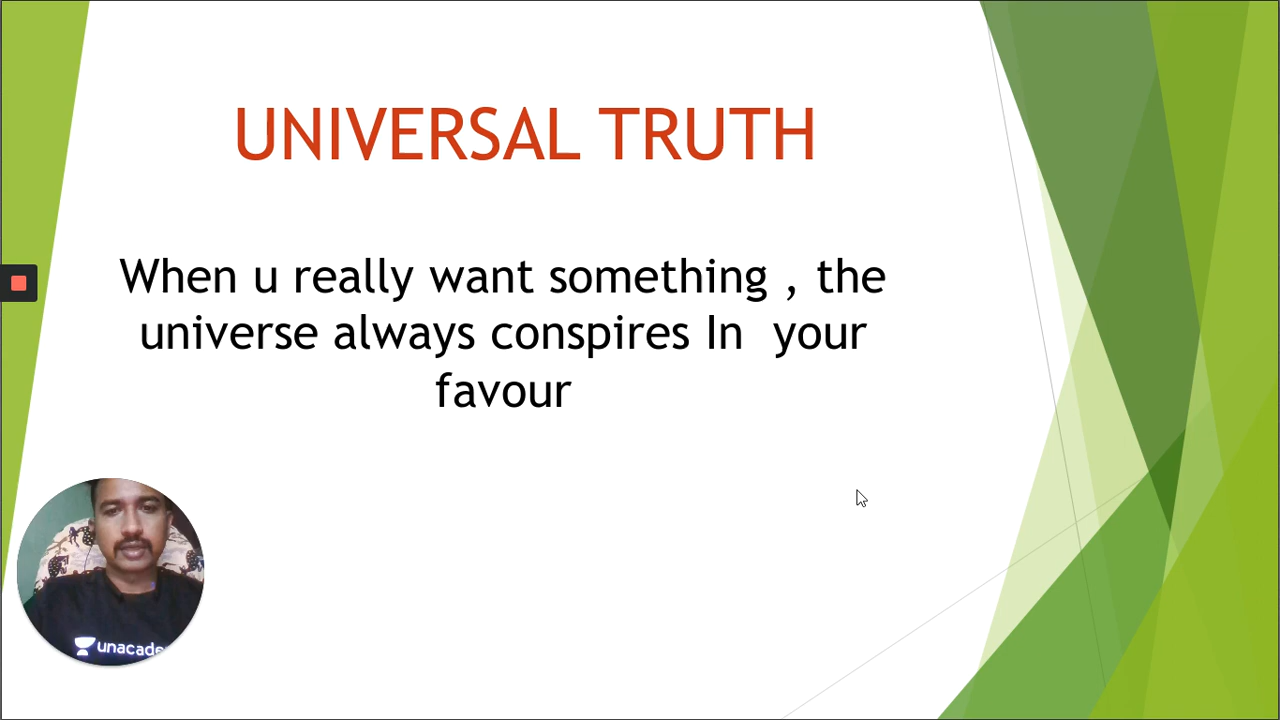 UNIVERSAL TRUTH
When u really want something , the
universe always conspires In  your
favour
unacade